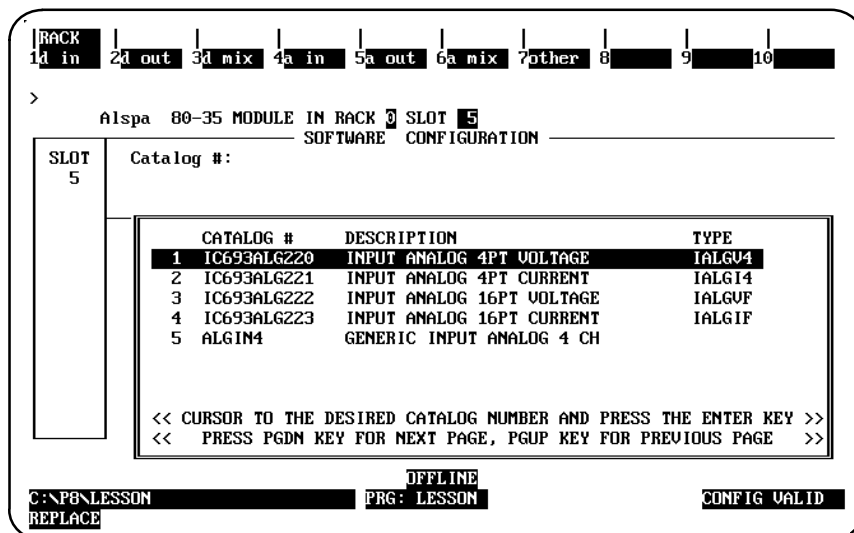 RACK
1d in 2d out 3d mix 4a in 5a out 6a mix 7other 8 9 10
>
Alspa 80-35 MODULE IN RACK 0 SLOT 5
SOFTWARE CONFIGURATION
SLOT Catalog #:
5
CATALOG # DESCRIPTION TYPE
1 IC693ALG220 INPUT ANALOG 4PT VOLTAGE IALGV4
2 IC693ALG221 INPUT ANALOG 4PT CURRENT IALGI4
3 IC693ALG222 INPUT ANALOG 16PT VOLTAGE IALGVF
4 IC693ALG223 INPUT ANALOG 16PT CURRENT IALGIF
5 ALGIN4 GENERIC INPUT ANALOG 4 CH
<< CURSOR TO THE DESIRED CATALOG NUMBER AND PRESS THE ENTER KEY >>
<< PRESS PGDN KEY FOR NEXT PAGE, PGUP KEY FOR PREVIOUS PAGE >>
OFFLINE
C:\P8\LESSON PRG: LESSON CONFIG VALID
REPLACE